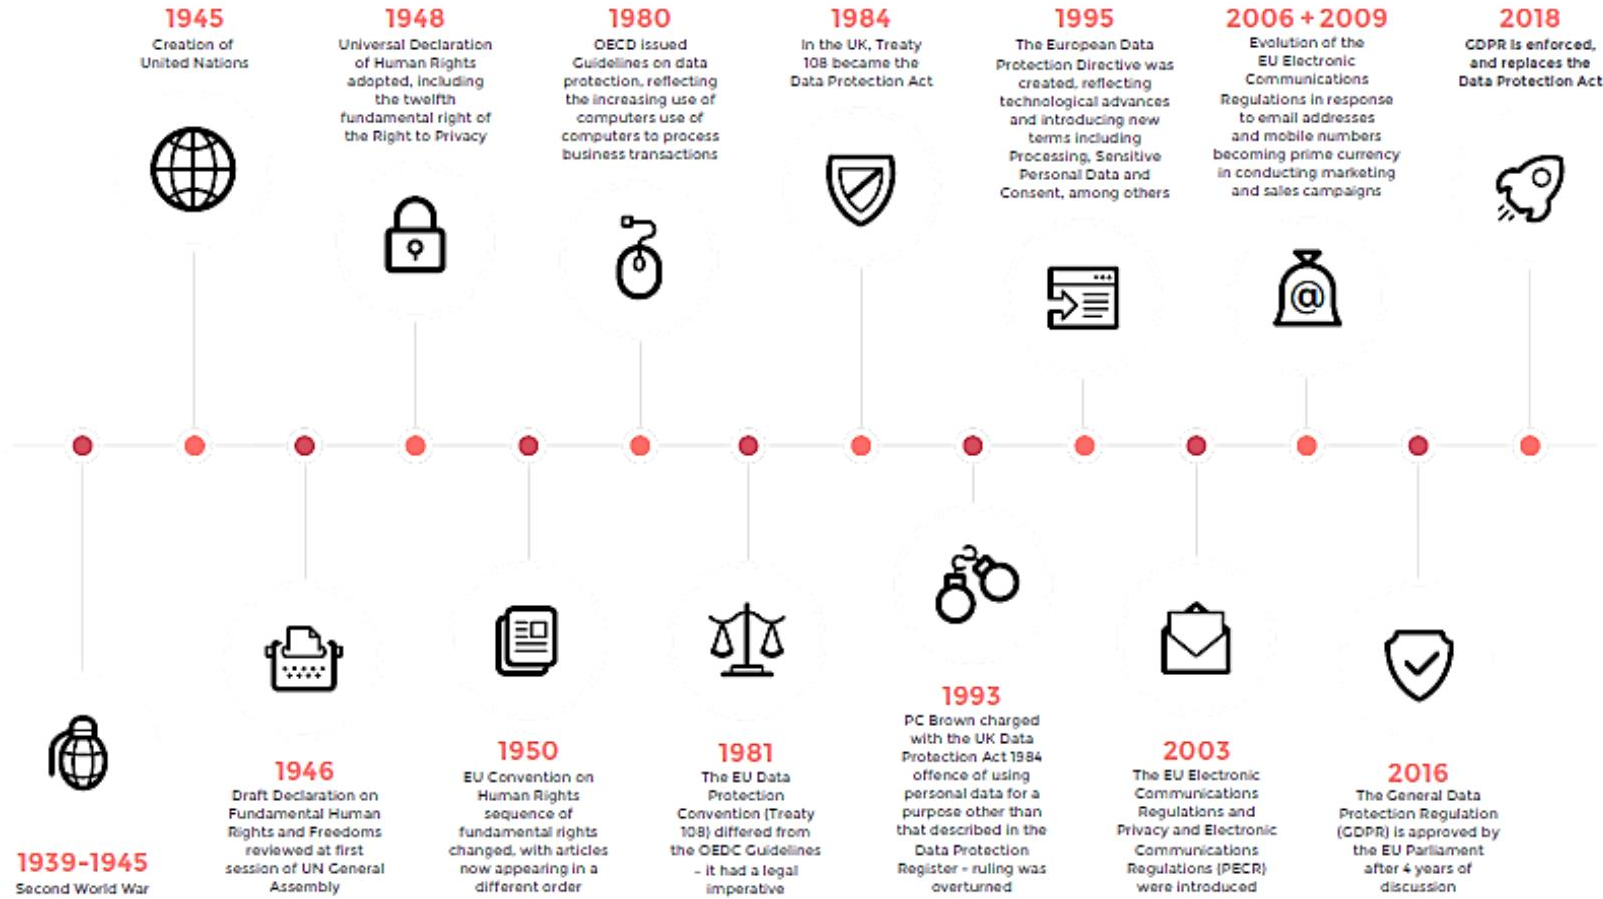 1945
Creation of
United Nations
1948
Universal Declaration
of Human Rights
adopted, including
the twelfth
fundamental right of
the Right to Privacy
1980
OECD issued
Guidelines on data
protection, reflecting
the increasing use of
computers use of
computers to process
business transactions
1984
In the UK, Treaty
108 became the
Data Protection Act
1995
The European Data
Protection Directive was
created, reflecting
technological advances
and introducing new
terms including
Processing, Sensitive
Personal Data and
Consent, among others
2006 + 2009
Evolution of the
EU Electronic
Communications
Regulations in response
to email addresses
and mobile numbers
becoming prime currency
in conducting marketing
and sales campaigns
2018
GDPR is enforced,
and replaces the
Data Protection Act
@
1939-1945
Second World War
1946
Draft Declaration on
Fundamental Human
Rights and Freedoms
reviewed at first
session of UN General
Assembly
1950
EU Convention on
Human Rights
sequence of
fundamental rights
changed, with articles
now appearing in a
different order
1981
The EU Data
Protection
Convention (Treaty
108) differed from
the OEDC Guidelines
- it had a legal
imperative
1993
PC Brown charged
with the UK Data
Protection Act 1984
offence of using
personal data for a
purpose other than
that described in the
Data Protection
Register - ruling was
overturned
2003
The EU Electronic
Communications
Regulations and
Privacy and Electronic
Communications
Regulations (PECR)
were introduced
2016
The General Data
Protection Regulation
(GDPR) is approved by
the EU Parliament
after 4 years of
discussion